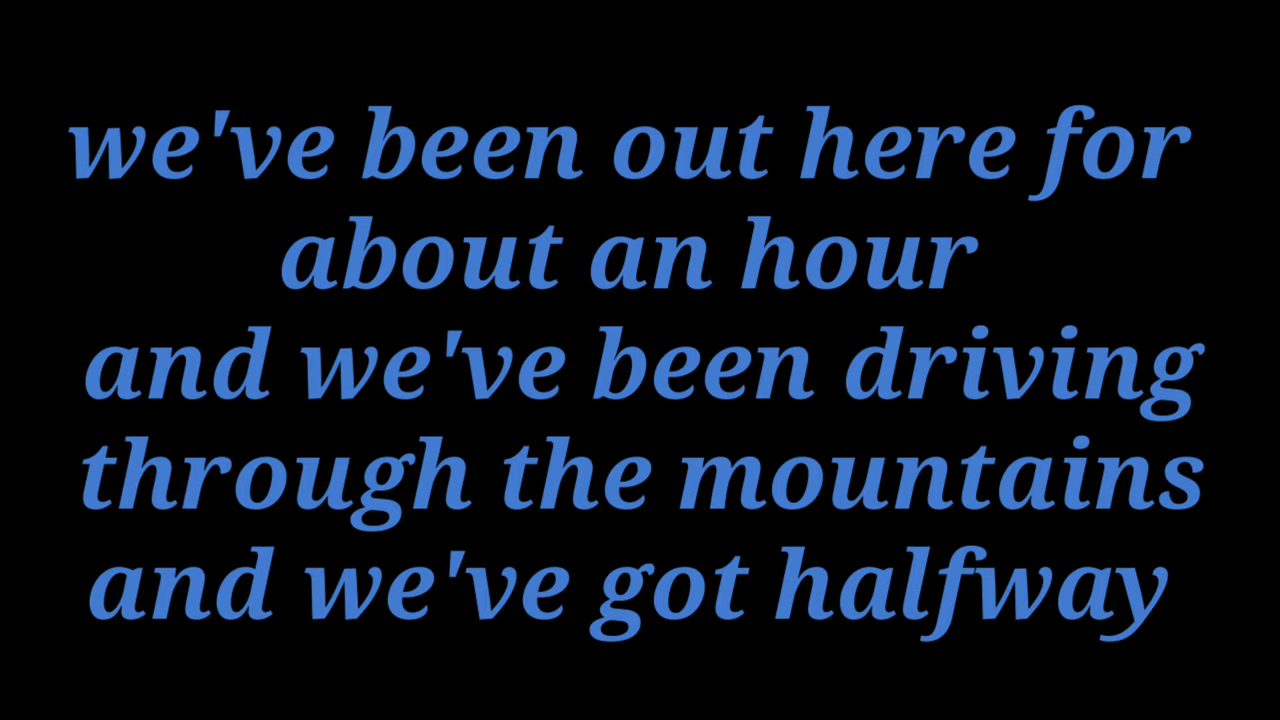 we've been out here for
about an hour
and we've been driving
through the mountains
and we've got halfway